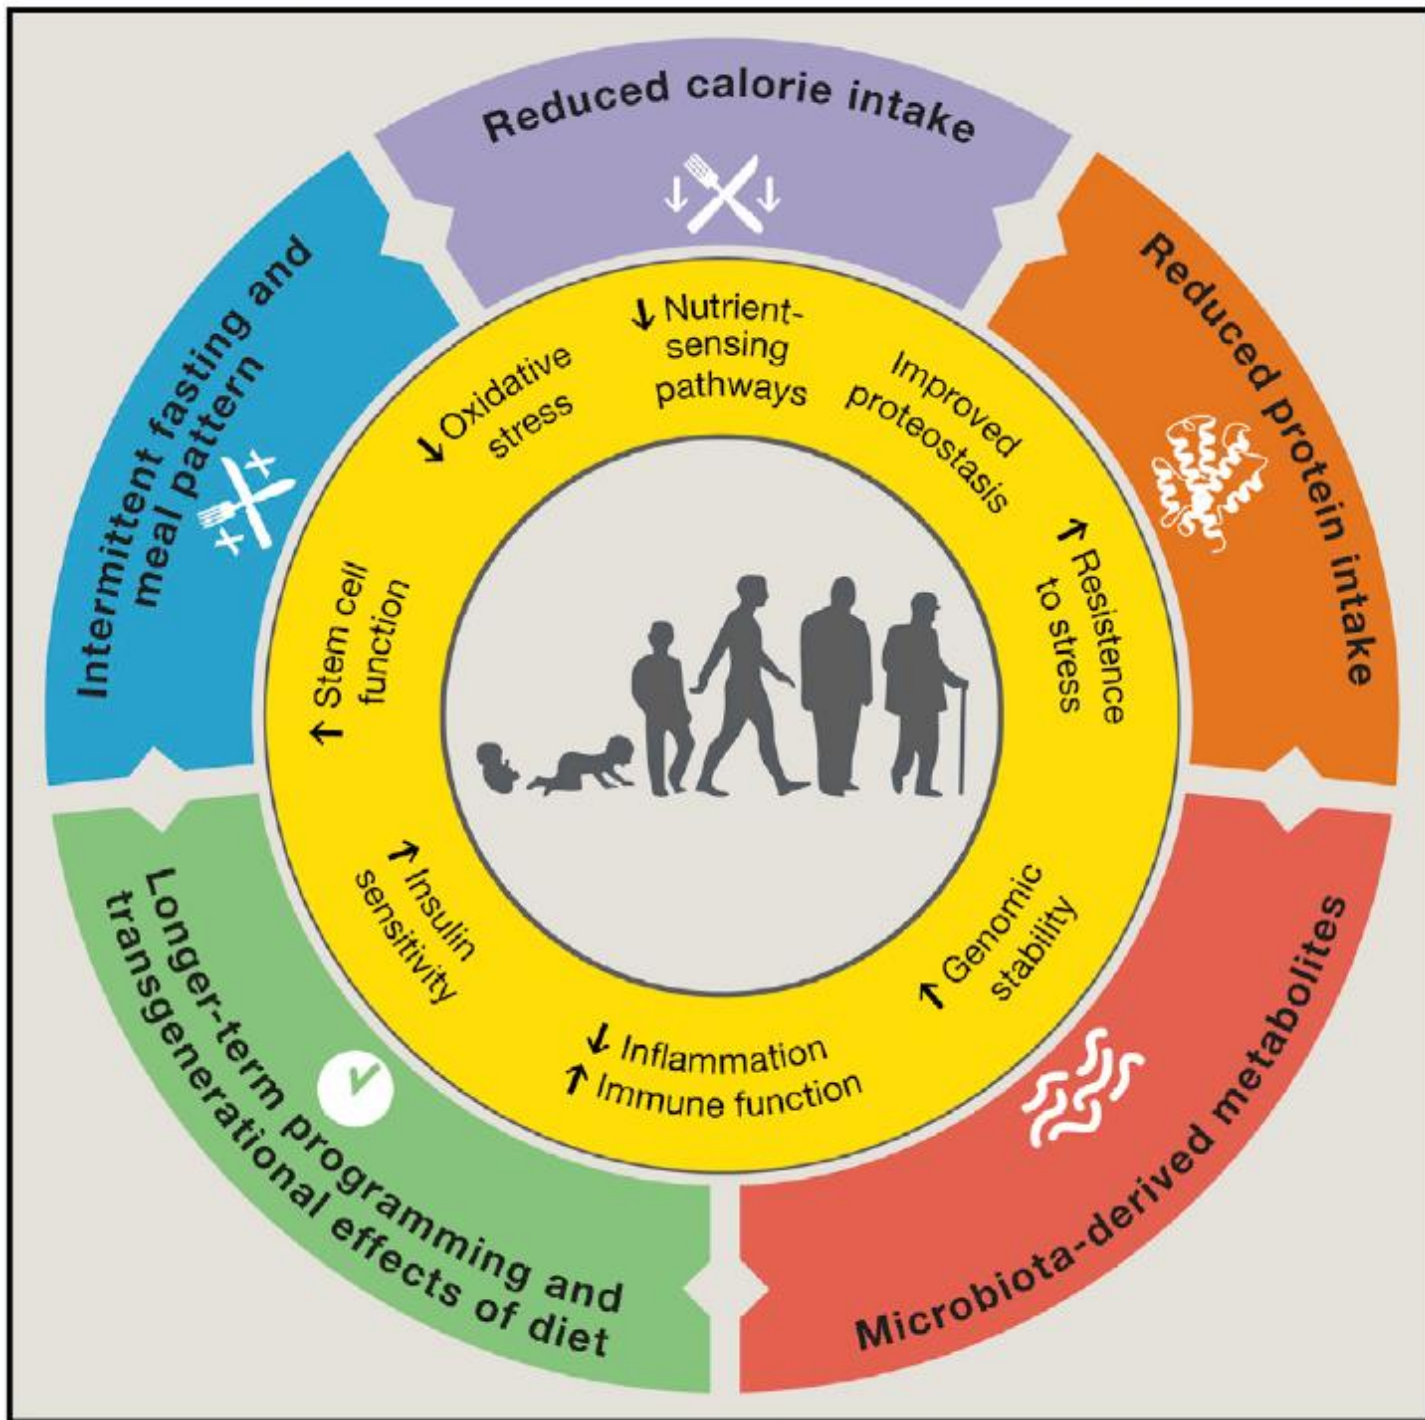 Reduced calorie intake
Reduced protein intake
Microbiota-derived metabolites
Longer-term programming and
transgenerational effects of diet
Intermittent fasting and
meal pattern
↓ Nutrient-
sensing
pathways
Improved
proteostasis
↑ Resistence
to stress
↑ Genomic
stability
↓ Inflammation
↑ Immune function
↑ Insulin
sensitivity
↑ Stem cell
function
↓ Oxidative
stress